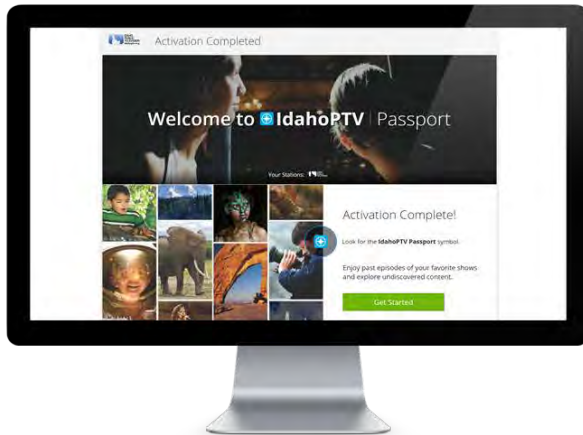 Activation Completed
Welcome to IdahoPTV | Passport
Your Stations:
Activation Complete!
Look for the IdahoPTV Passport symbol.
Enjoy past episodes of your favorite shows
and explore undiscovered content.
Get Started